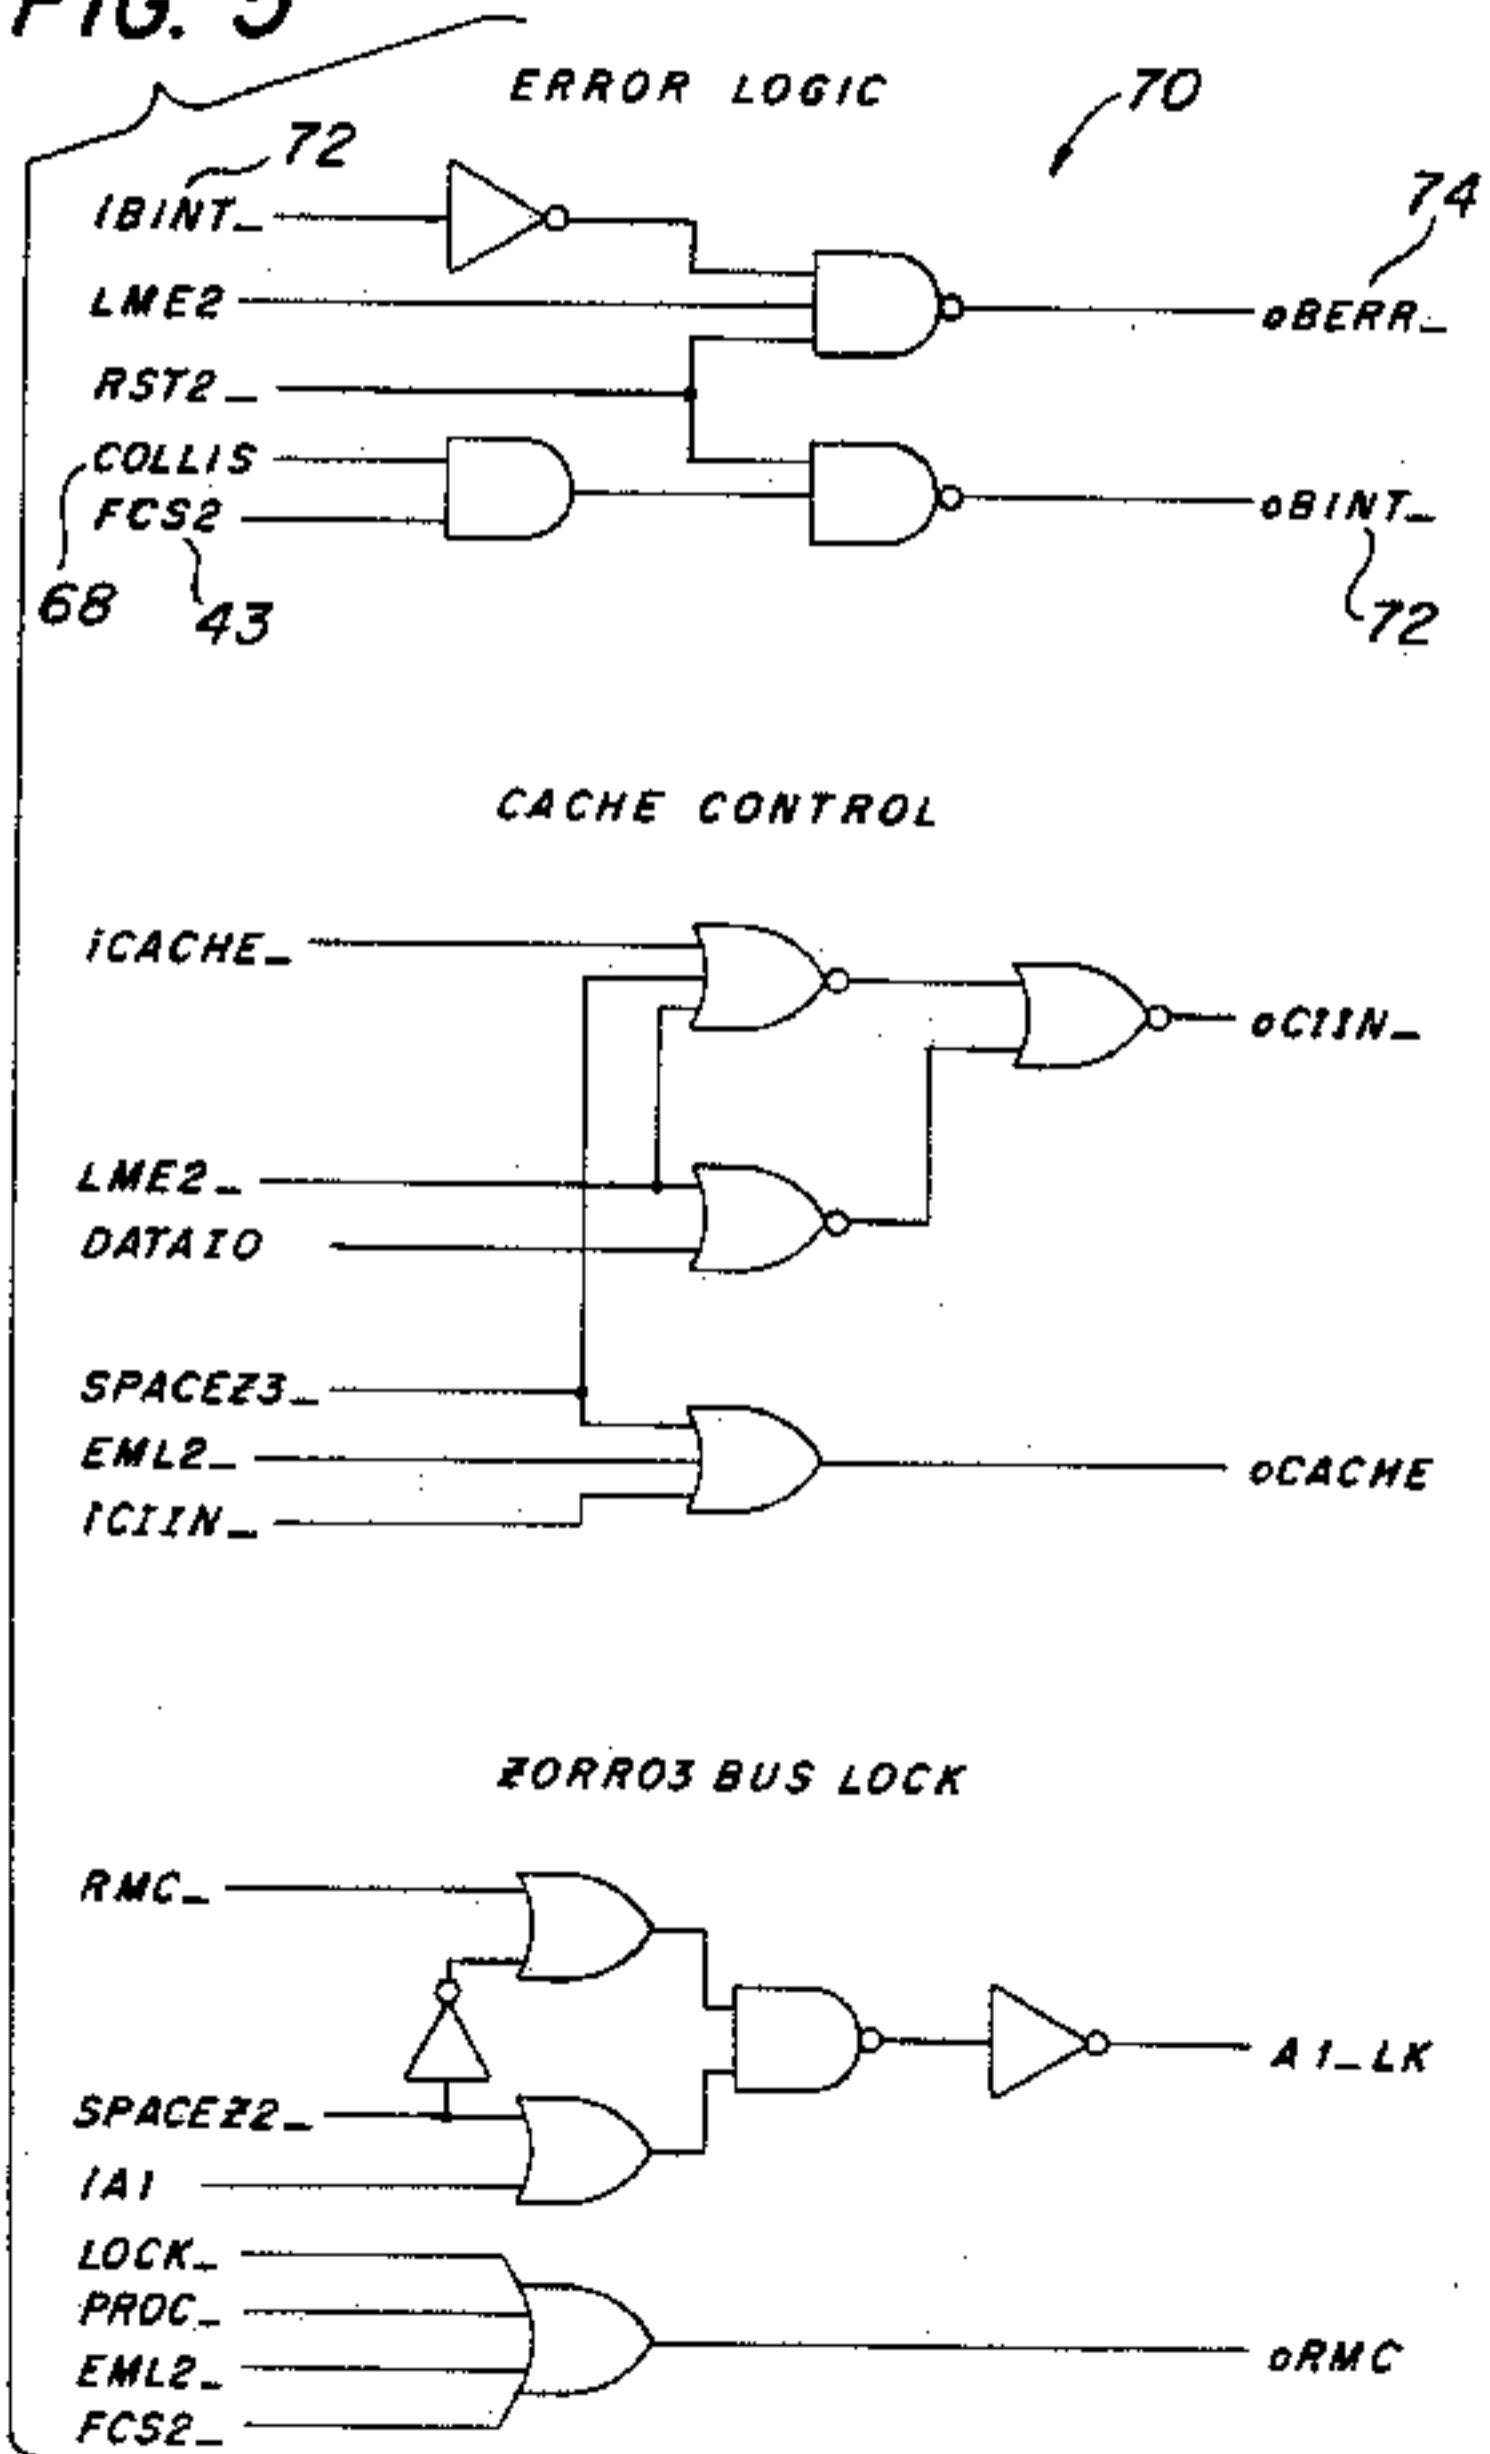 FIG. 5
ERROR LOGIC
70
72
iBINT_
74
LME2
oBERR_
RST2_
COLLIS
FCS2
oBINT_
68
43
72
CACHE CONTROL
iCACHE_
oCIIN_
LME2_
DATAIO
SPACEZ3_
EML2_
oCACHE
iCIIN_
ZORRO3 BUS LOCK
RMC_
A1_LK
SPACEZ2_
iA1
LOCK_
PROC_
oRMC
EML2_
FCS2_